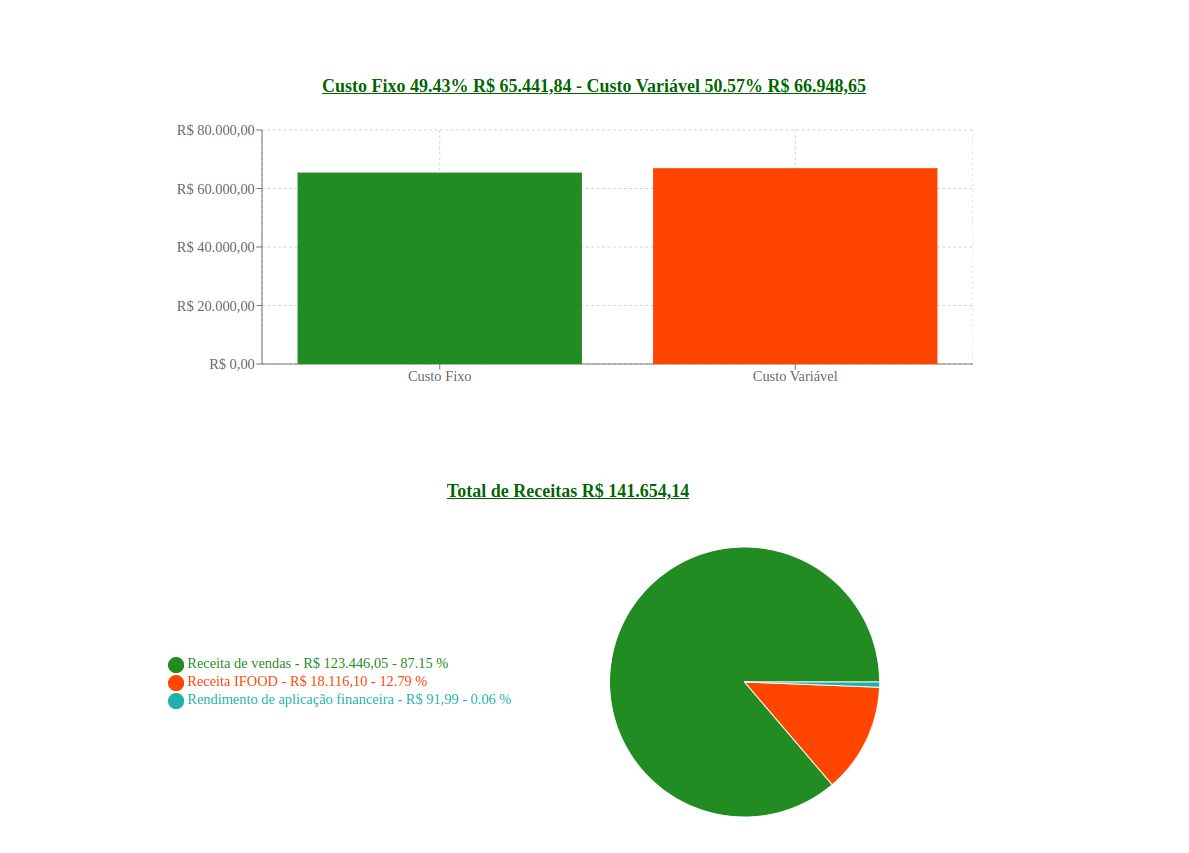 Custo Fixo 49.43% R$ 65.441,84 - Custo Variável 50.57% R$ 66.948,65
R$ 80.000,00
R$ 60.000,00
R$ 40.000,00
R$ 20.000,00
R$ 0,00
Custo Fixo
Custo Variável
Total de Receitas R$ 141.654,14
Receita de vendas - R$ 123.446,05 - 87.15 %
Receita IFOOD - R$ 18.116,10 - 12.79 %
Rendimento de aplicação financeira - R$ 91,99 - 0.06 %